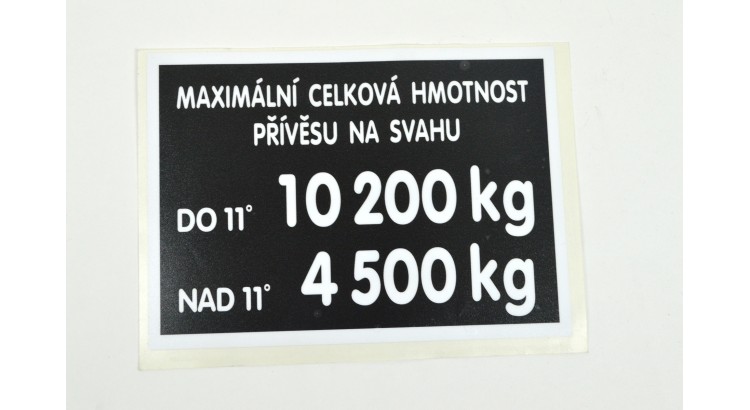 MAXIMÁLNÍ CELKOVÁ HMOTNOST
PŘÍVĚSU NA SVAHU
DO 11° 10 200 kg
NAD 11° 4 500 kg